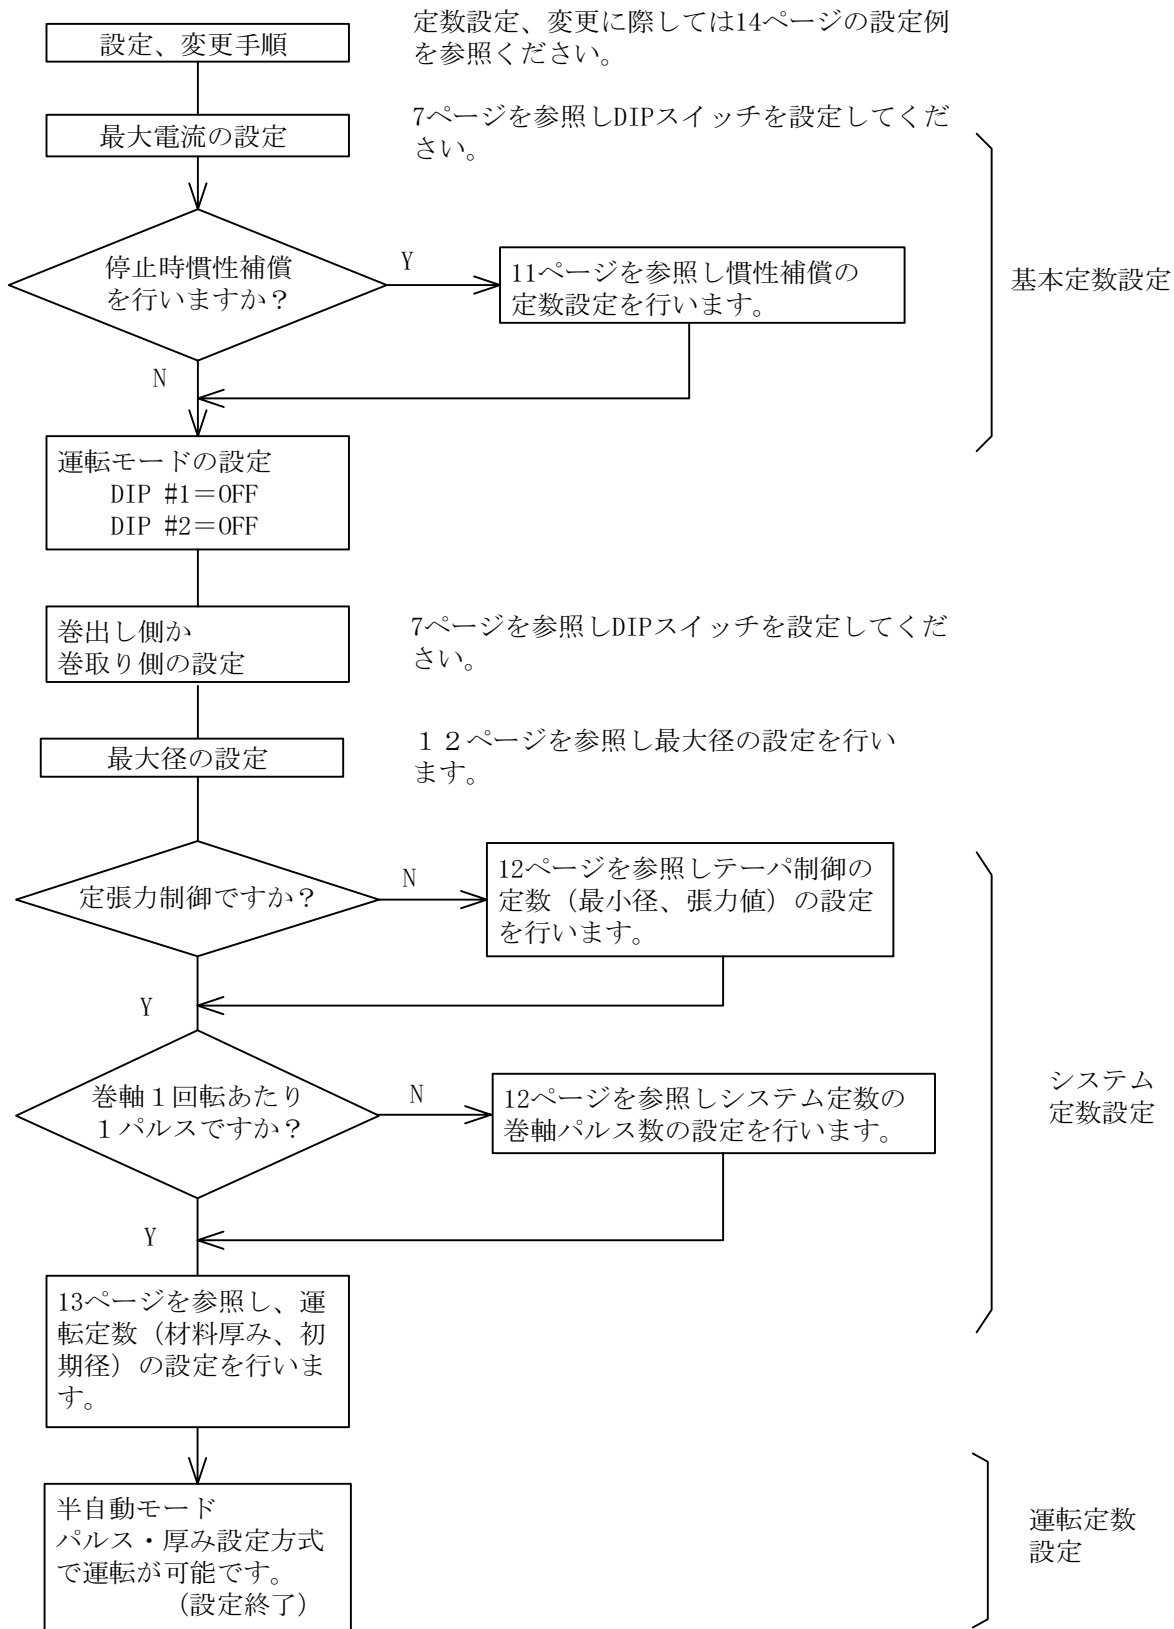 設定、変更手順
定数設定、変更に際しては14ページの設定例
を参照ください。
最大電流の設定
7ページを参照しDIPスイッチを設定してくだ
さい。
停止時慣性補償
を行いますか？
Y
11ページを参照し慣性補償の
定数設定を行います。
基本定数設定
N
運転モードの設定
DIP #1＝OFF
DIP #2＝OFF
巻出し側か
巻取り側の設定
7ページを参照しDIPスイッチを設定してくだ
さい。
最大径の設定
１２ページを参照し最大径の設定を行い
ます。
定張力制御ですか？
N
12ページを参照しテーパ制御の
定数（最小径、張力値）の設定
を行います。
Y
巻軸１回転あたり
１パルスですか？
N
12ページを参照しシステム定数の
巻軸パルス数の設定を行います。
システム
定数設定
Y
13ページを参照し、運
転定数（材料厚み、初
期径）の設定を行いま
す。
半自動モード
パルス・厚み設定方式
で運転が可能です。
（設定終了）
運転定数
設定